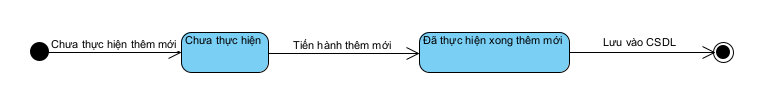 Chưa thực hiện thêm mới
Chưa thực hiện
Tiến hành thêm mới
Đã thực hiện xong thêm mới
Lưu vào CSDL